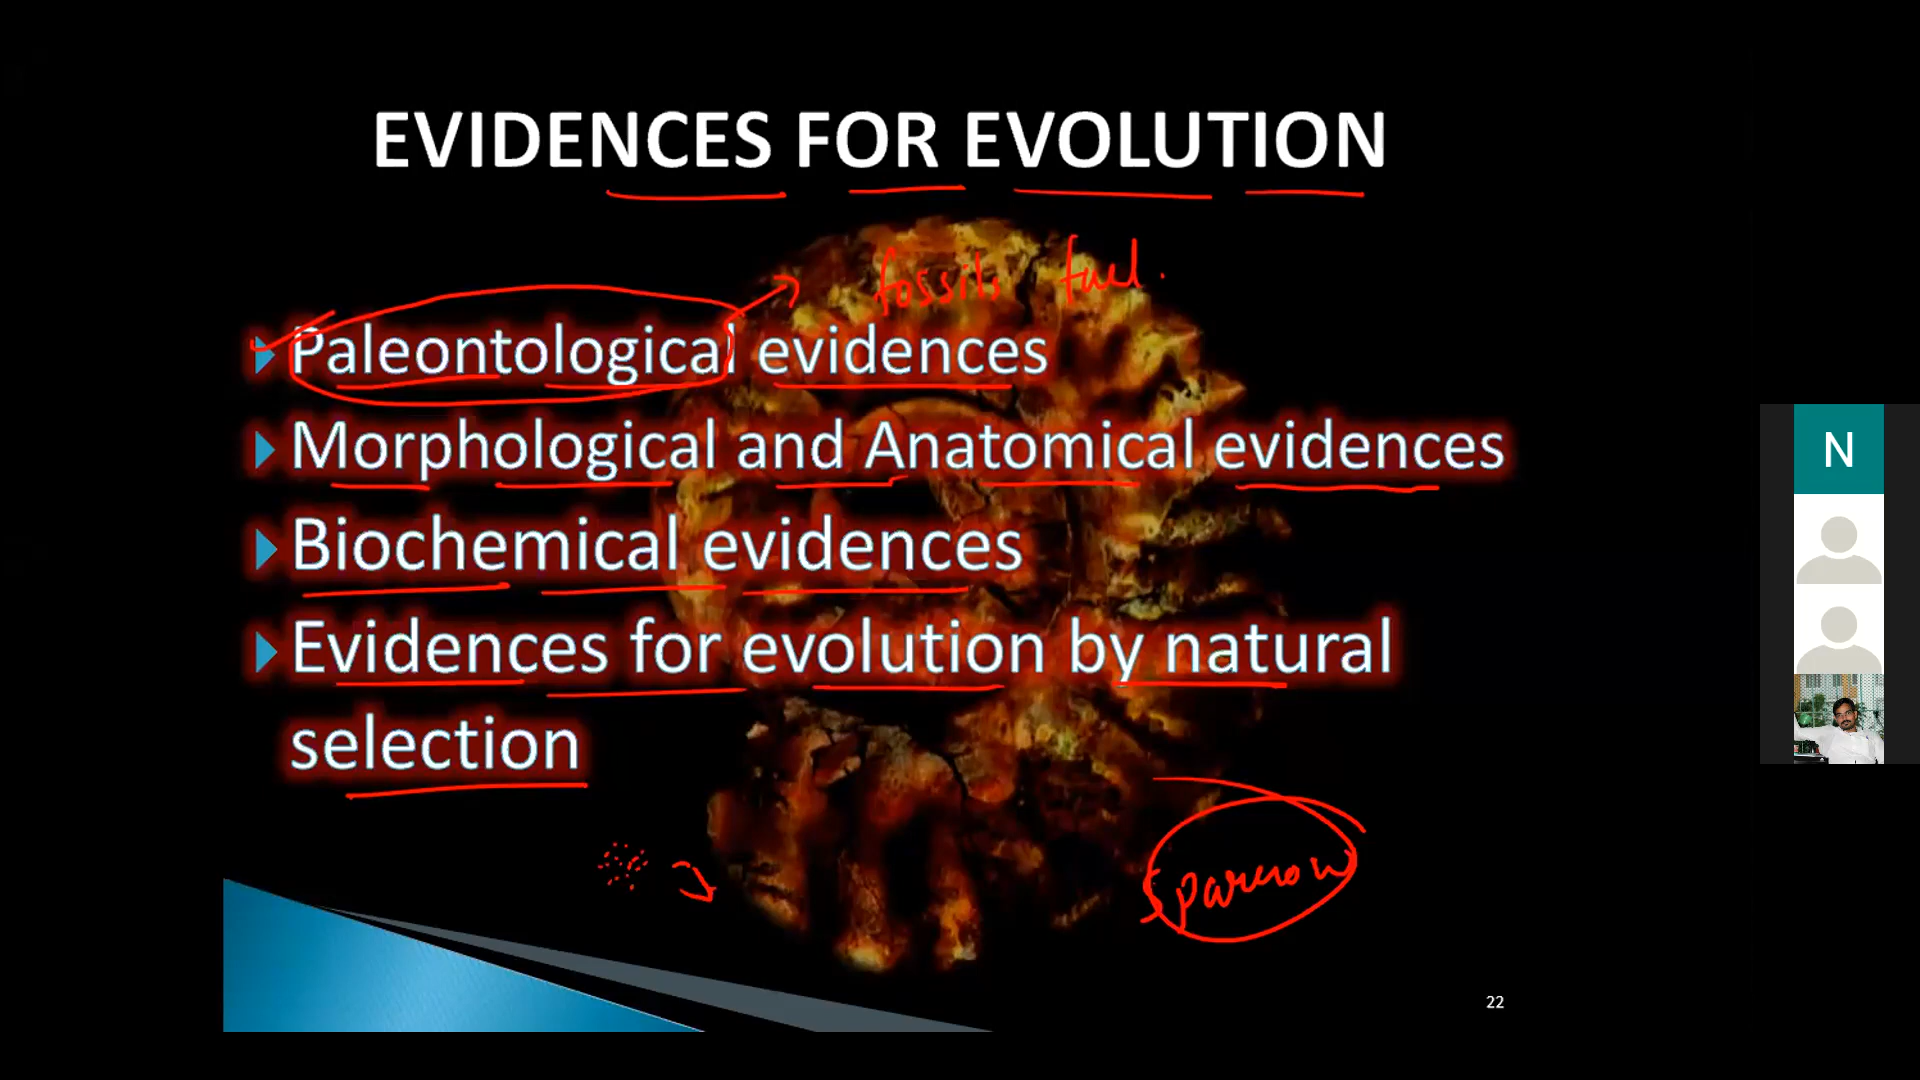 EVIDENCES FOR EVOLUTION
fossils fuel.
Paleontological evidences
Morphological and Anatomical evidences
N
Biochemical evidences
Evidences for evolution by natural
selection
sparrow
22